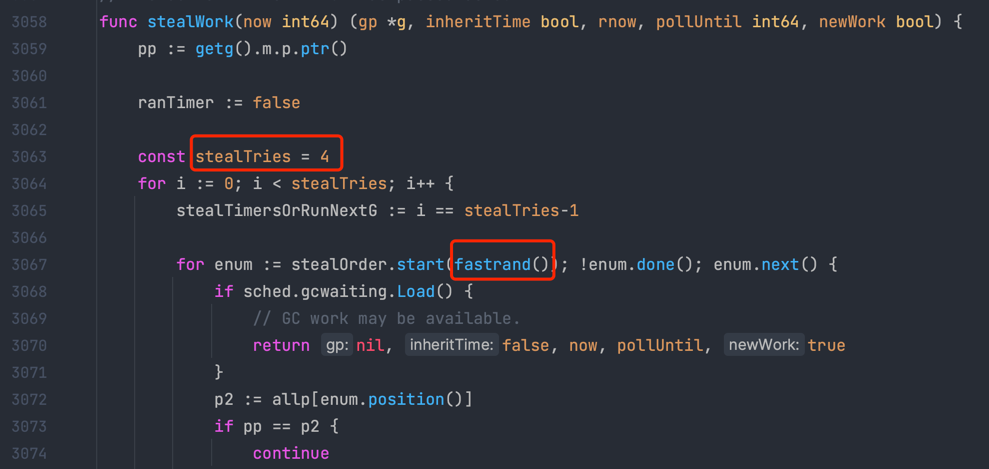 3058 func stealWork(now int64) (gp *g, inheritTime bool, rnow, pollUntil int64, newWork bool) {
3059 pp := getg().m.p.ptr()
3060
3061 ranTimer := false
3062
3063 const stealTries = 4
3064 for i := 0; i < stealTries; i++ {
3065 stealTimersOrRunNextG := i == stealTries-1
3066
3067 for enum := stealOrder.start(fastrand()); !enum.done(); enum.next() {
3068 if sched.gcwaiting.Load() {
3069 // GC work may be available.
3070 return gp: nil, inheritTime: false, now, pollUntil, newWork: true
3071 }
3072 p2 := allp[enum.position()]
3073 if pp == p2 {
3074 continue